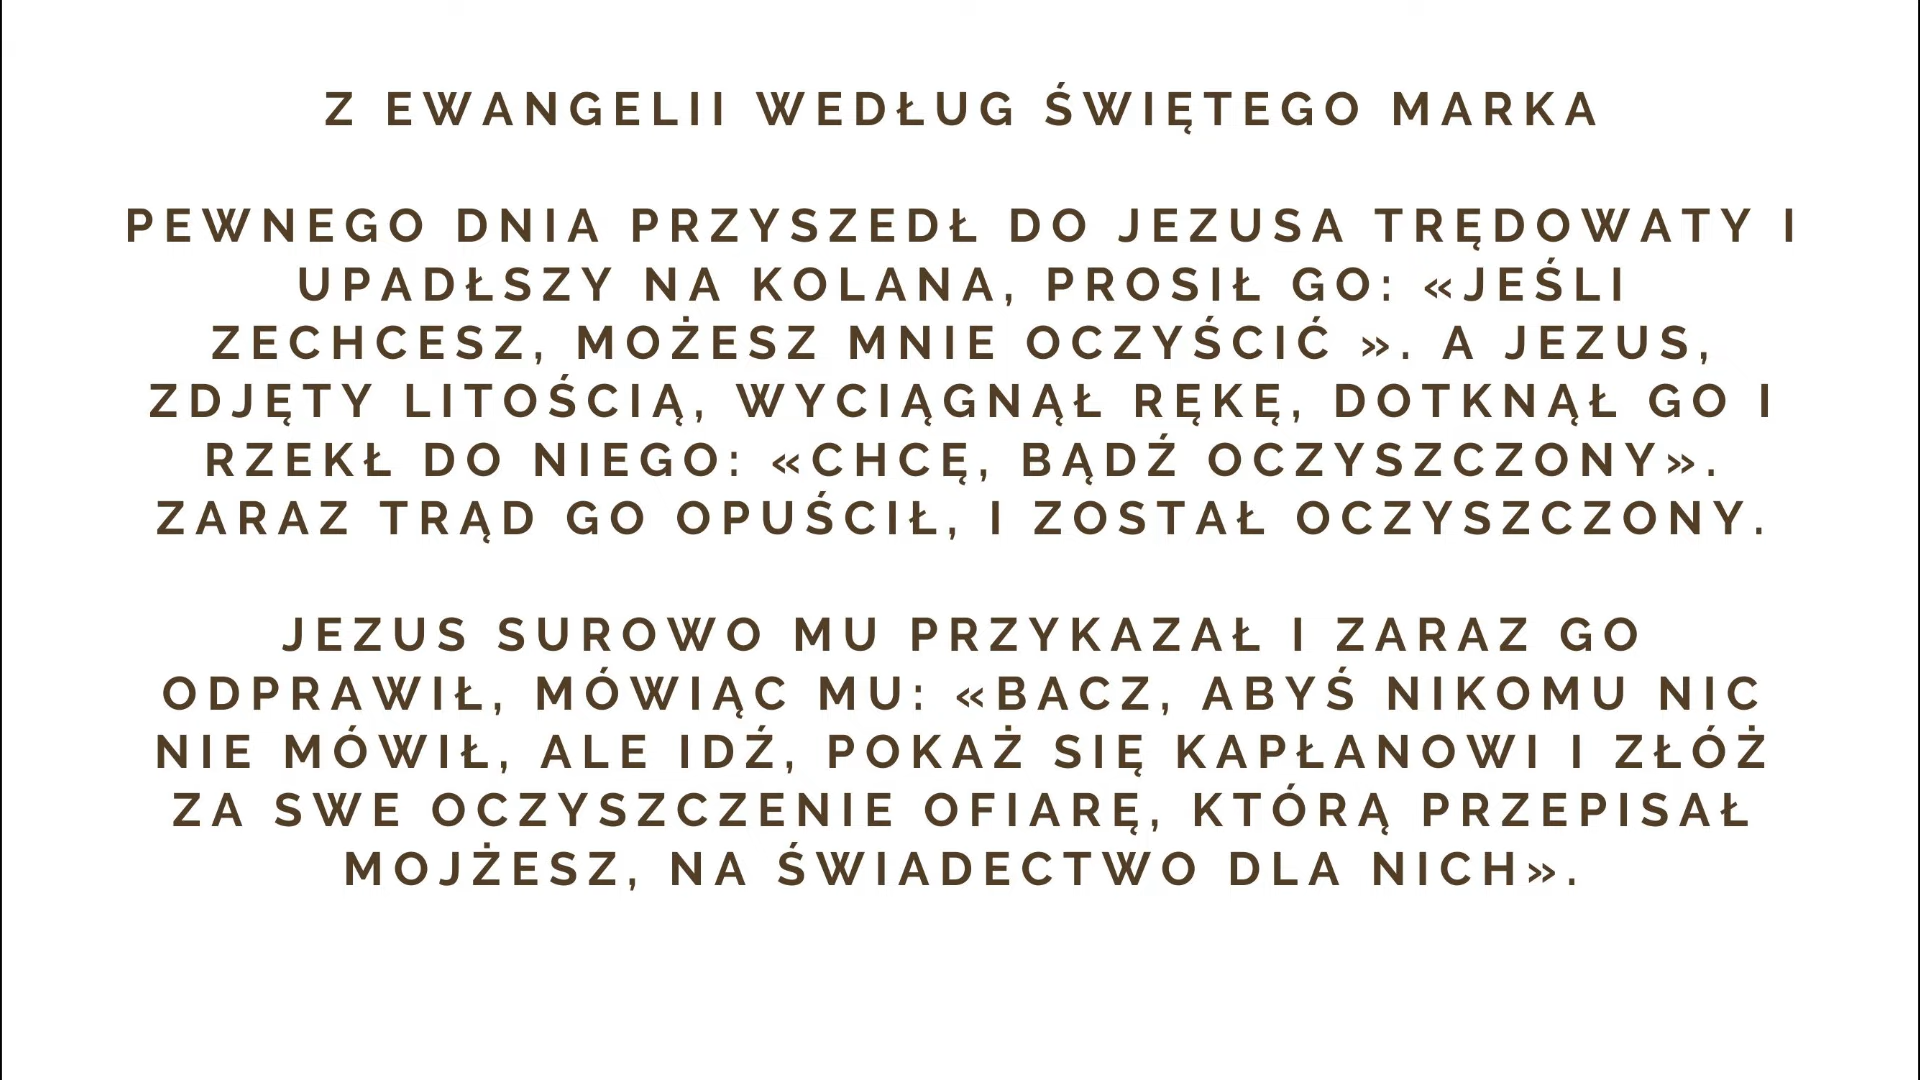 Z EWANGELII WEDŁUG ŚWIĘTEGO MARKA
PEWNEGO DNIA PRZYSZEDŁ DO JEZUSA TRĘDOWATY I
UPADŁSZY NA KOLANA, PROSIŁ GO: «JEŚLI
ZECHCESZ, MOŻESZ MNIE OCZYŚCIĆ ». A JEZUS,
ZDJĘTY LITOŚCIĄ, WYCIĄGNĄŁ RĘKĘ, DOTKNĄŁ GO I
RZEKŁ DO NIEGO: «CHCĘ, BĄDŹ OCZYSZCZONY».
ZARAZ TRĄD GO OPUŚCIŁ, I ZOSTAŁ OCZYSZCZONY.
JEZUS SUROWO MU PRZYKAZAŁ I ZARAZ GO
ODPRAWIŁ, MÓWIĄC MU: «BACZ, ABYŚ NIKOMU NIC
NIE MÓWIŁ, ALE IDŹ, POKAŻ SIĘ KAPŁANOWI I ZŁÓŻ
ZA SWE OCZYSZCZENIE OFIARĘ, KTÓRĄ PRZEPISAŁ
MOJŻESZ, NA ŚWIADECTWO DLA NICH».